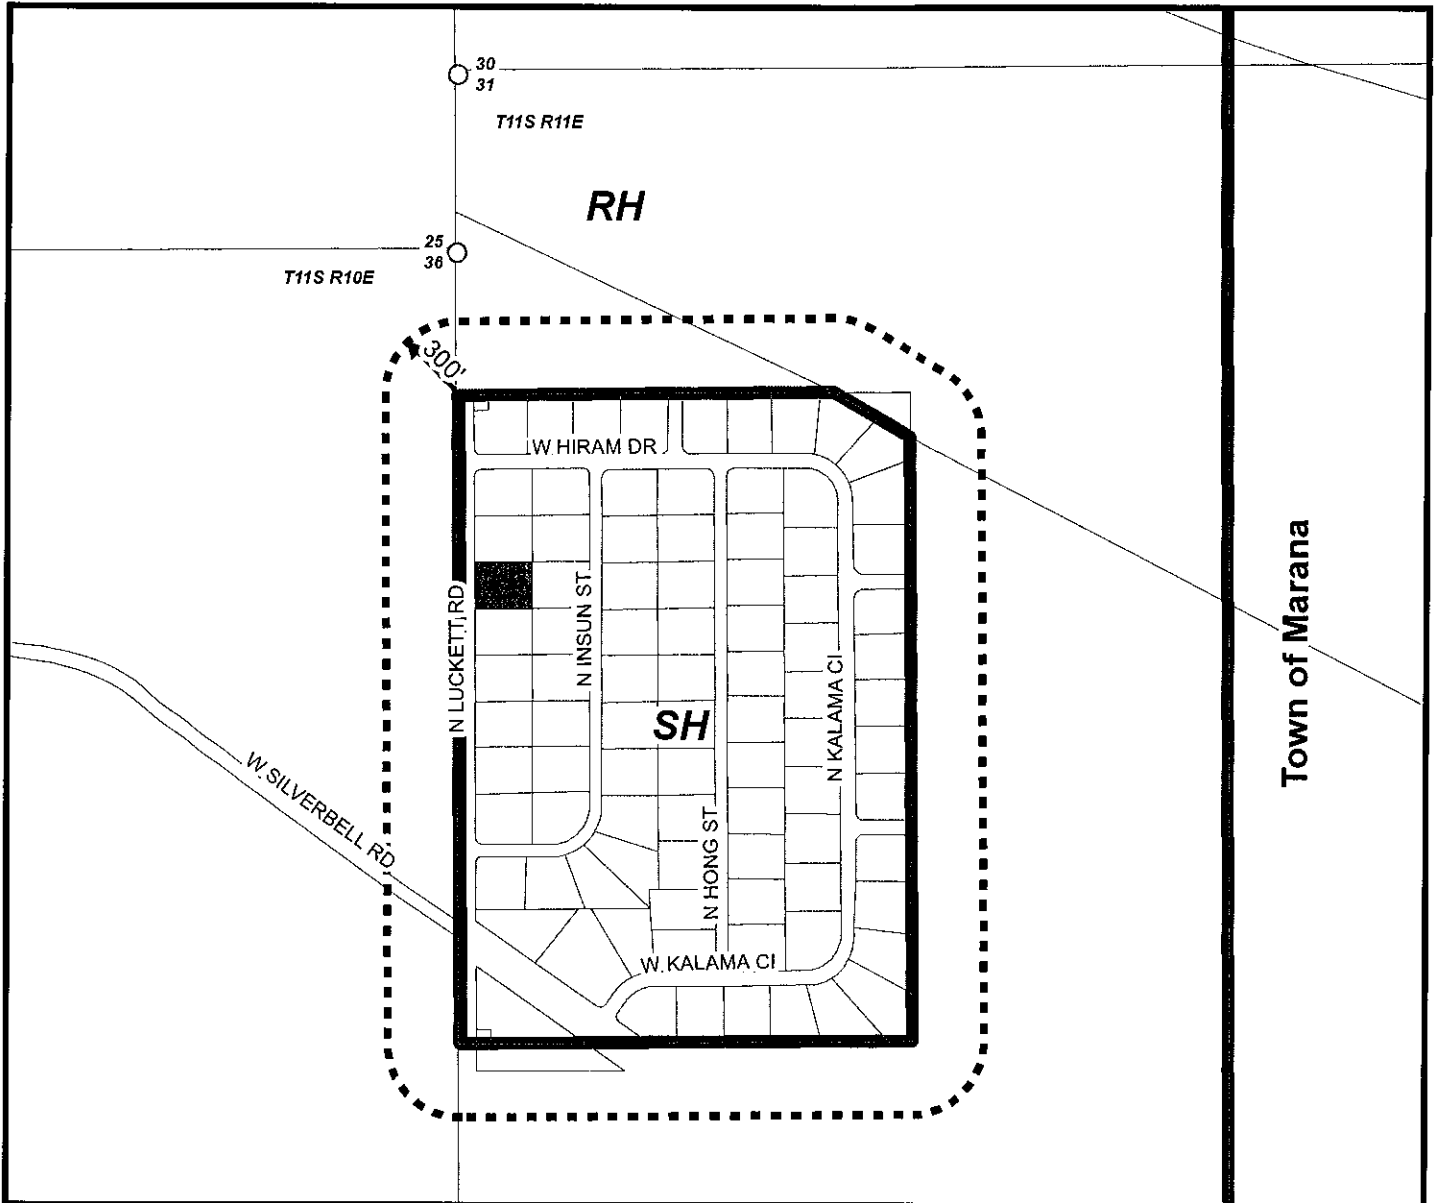 30
31
T11S R11E
RH
25
36
T11S R10E
300'
W HIRAM DR
N LUCKETT RD
N INSUN ST
Town of Marana
SH
N KALAMA CI
W SILVERBELL RD
N HONG ST
W KALAMA CI